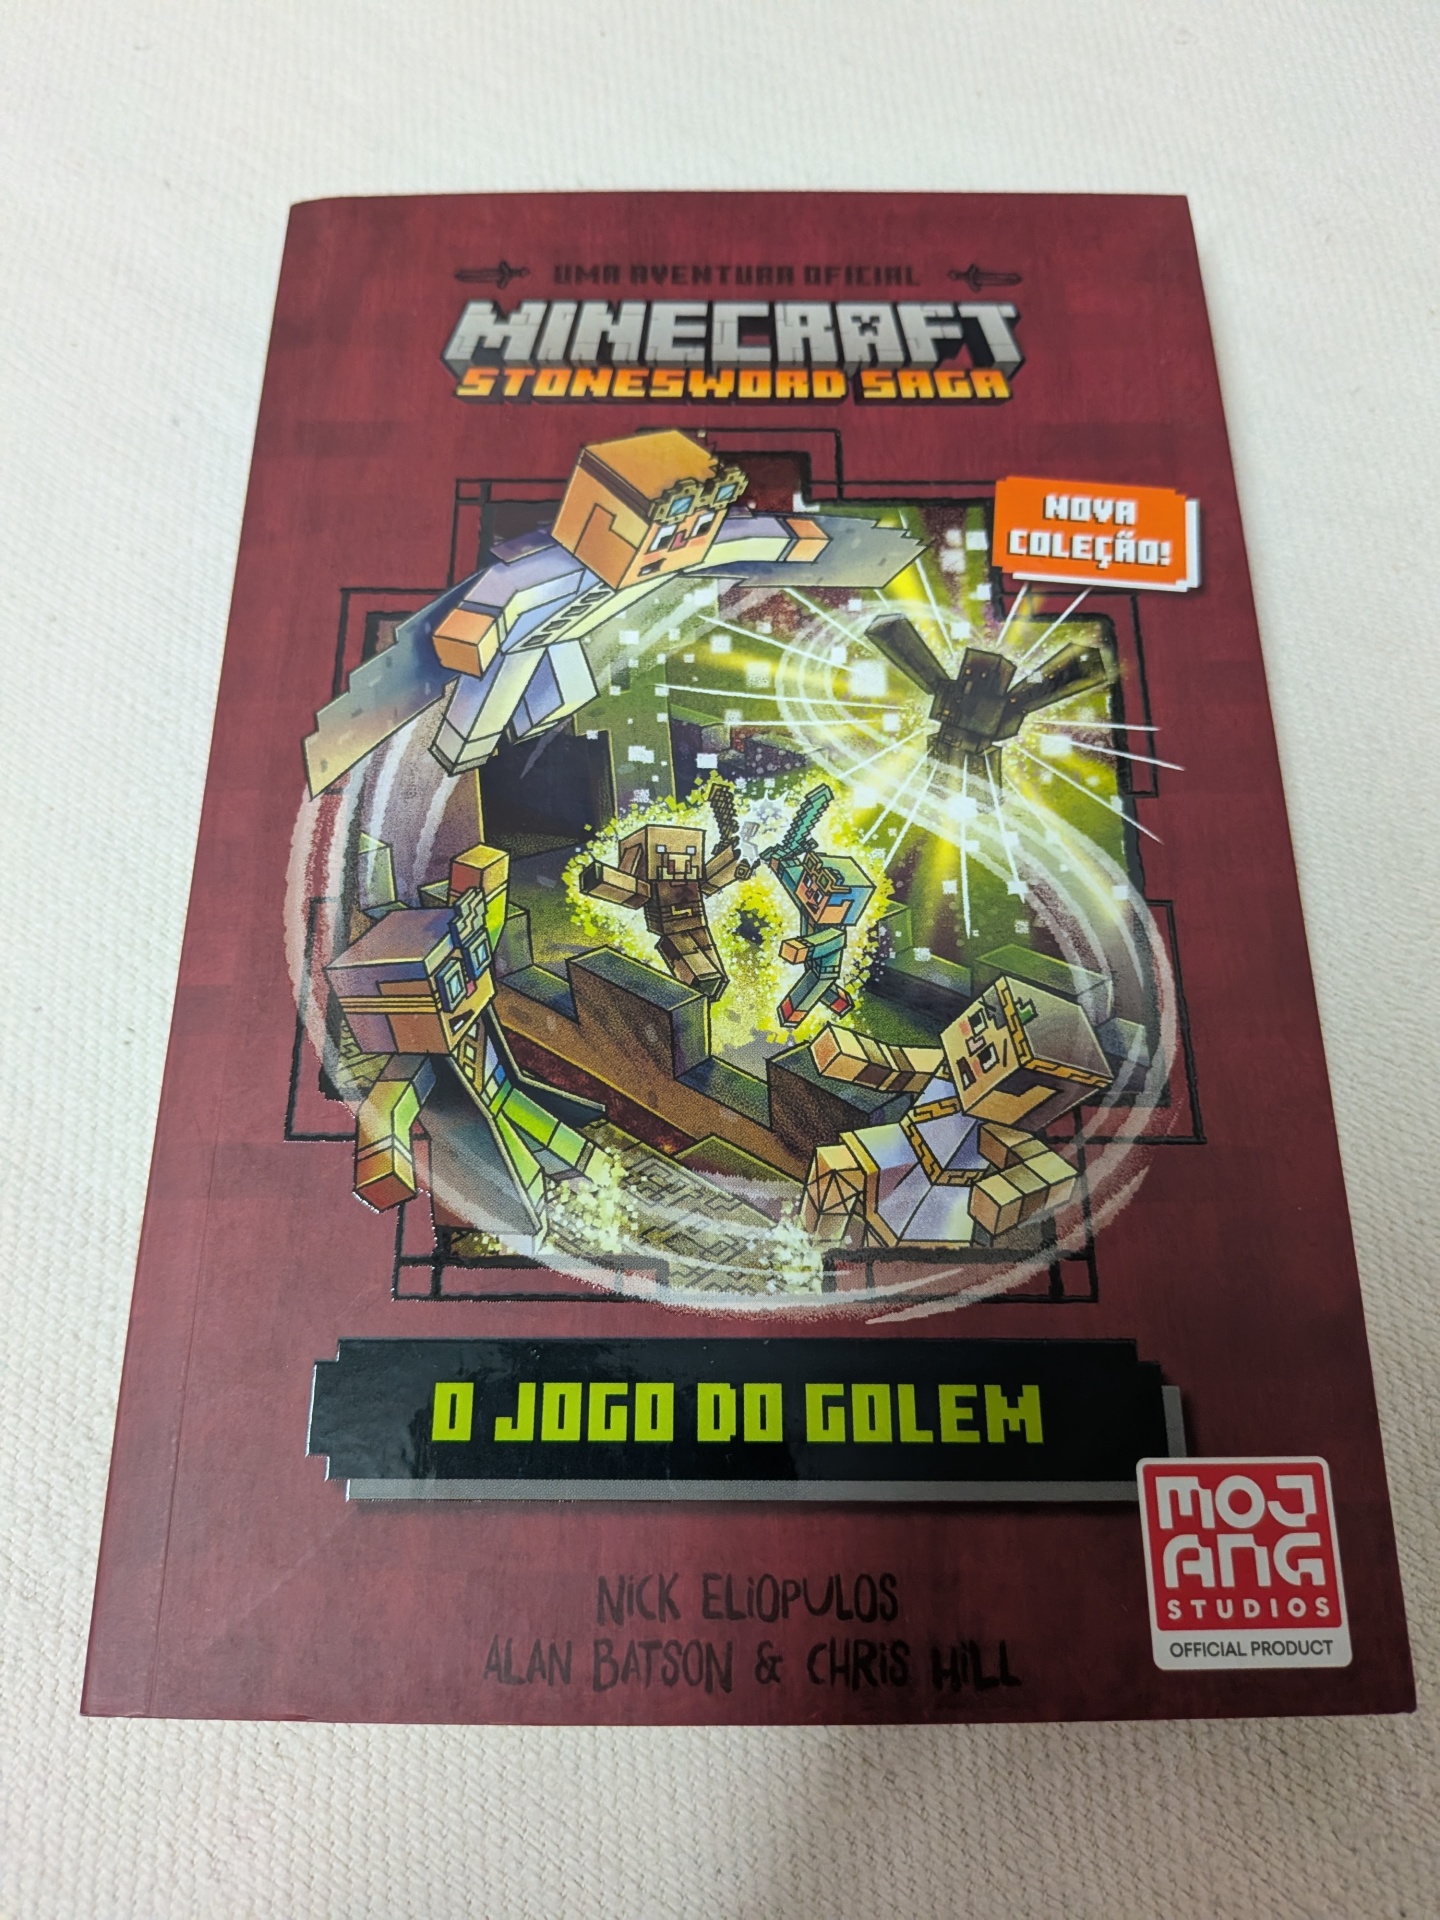 UMA AVENTURA OFICIAL
MINECRAFT
STONESWORD SAGA
NOVA
COLEÇÃO!
O JOGO DO GOLEM
NICK ELIOPULOS
ALAN BATSON & CHRIS HILL
MOJ
ANG
STUDIOS
OFFICIAL PRODUCT